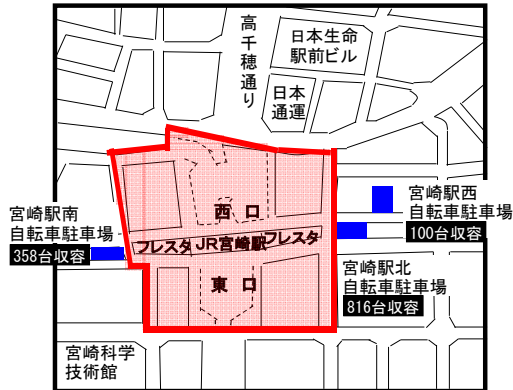 高千穂通り
日本生命
駅前ビル
日本
通運
西 口
宮崎駅西
自転車駐車場
100台収容
宮崎駅南
自転車駐車場
358台収容
フレスタ JR宮崎駅 フレスタ
東 口
宮崎駅北
自転車駐車場
816台収容
宮崎科学
技術館